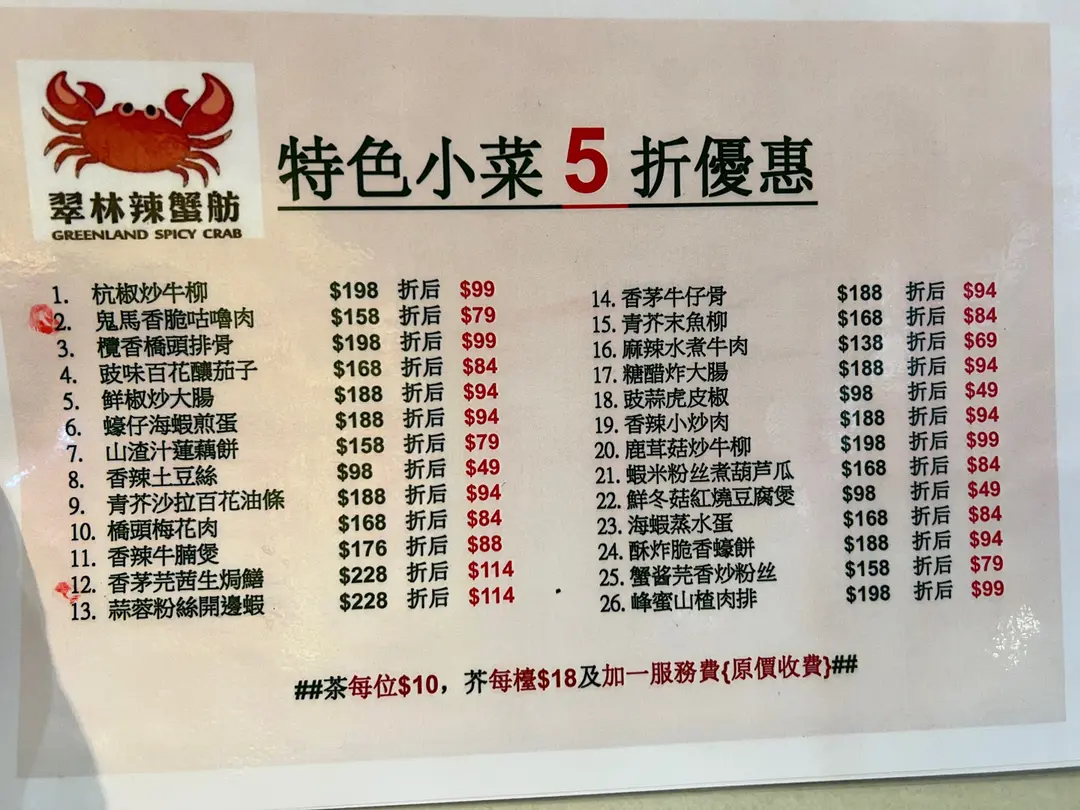 翠林辣蟹舫
GREENLAND SPICY CRAB
特色小菜 5 折優惠
1. 杭椒炒牛柳 $198 折后 $99
2. 鬼馬香脆咕嚕肉 $158 折后 $79
3. 欖香橋頭排骨 $198 折后 $99
4. 豉味百花釀茄子 $168 折后 $84
5. 鮮椒炒大腸 $188 折后 $94
6. 蠔仔海蝦煎蛋 $188 折后 $94
7. 山渣汁蓮藕餅 $158 折后 $79
8. 香辣土豆絲 $98 折后 $49
9. 青芥沙拉百花油條 $188 折后 $94
10. 橋頭梅花肉 $168 折后 $84
11. 香辣牛腩煲 $176 折后 $88
12. 香茅芫茜生焗鱔 $228 折后 $114
13. 蒜蓉粉絲開邊蝦 $228 折后 $114
14. 香茅牛仔骨 $188 折后 $94
15. 青芥末魚柳 $168 折后 $84
16. 麻辣水煮牛肉 $138 折后 $69
17. 糖醋炸大腸 $188 折后 $94
18. 豉蒜虎皮椒 $98 折后 $49
19. 香辣小炒肉 $188 折后 $94
20. 鹿茸菇炒牛柳 $198 折后 $99
21. 蝦米粉丝煮葫芦瓜 $168 折后 $84
22. 鮮冬菇紅燒豆腐煲 $98 折后 $49
23. 海蝦蒸水蛋 $168 折后 $84
24. 酥炸脆香蠔餅 $188 折后 $94
25. 蟹酱芫香炒粉丝 $158 折后 $79
26. 峰蜜山楂肉排 $198 折后 $99
##茶每位$10，芥每檯$18及加一服務費{原價收費}##